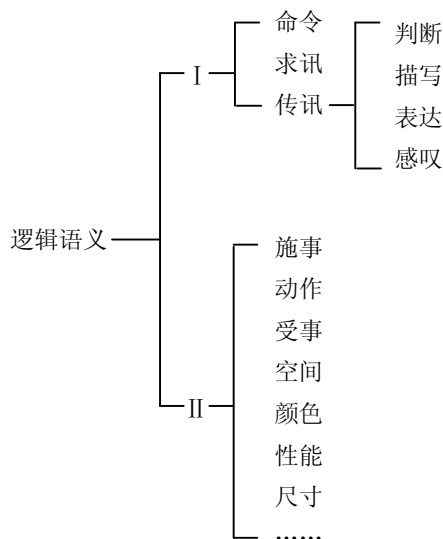 逻辑语义
Ⅰ
命令
求讯
传讯
判断
描写
表达
感叹
Ⅱ
施事
动作
受事
空间
颜色
性能
尺寸
……